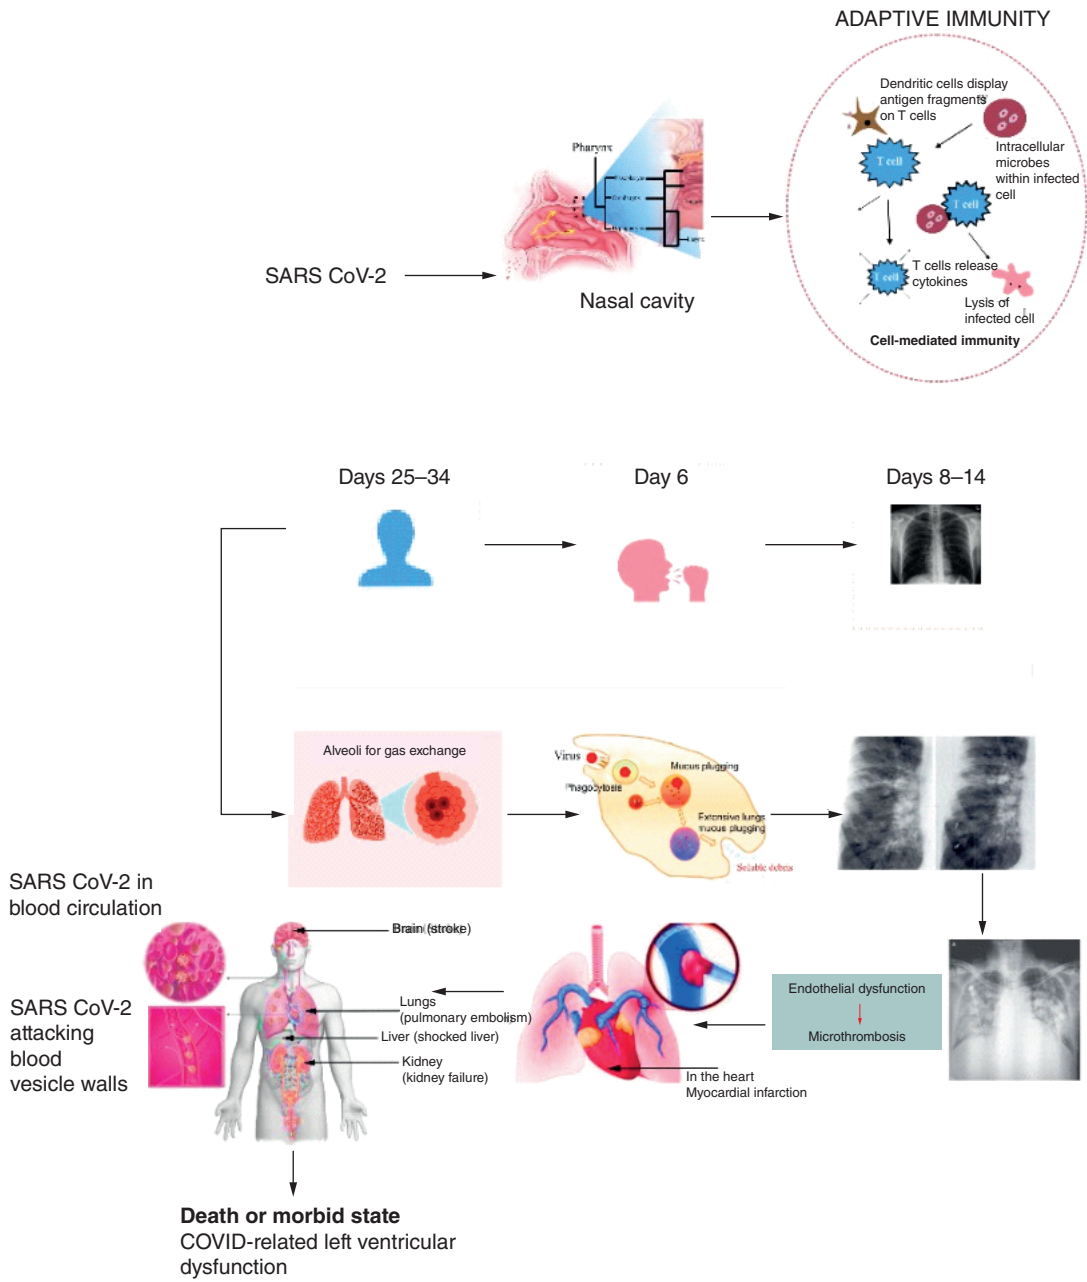 ADAPTIVE IMMUNITY
Dendritic cells display
antigen fragments
on T cells
Intracellular
microbes
within infected
cell
T cell
T cell
T cell
T cells release
cytokines
Lysis of
infected cell
Cell-mediated immunity
Pharynx
SARS CoV-2
Nasal cavity
Days 25–34
Day 6
Days 8–14
Alveoli for gas exchange
Virus
Phagocytosis
Mucus plugging
Extensive lungs
mucus plugging
Soluble debris
SARS CoV-2 in
blood circulation
SARS CoV-2
attacking
blood
vesicle walls
Brain (stroke)
Lungs
(pulmonary embolism)
Liver (shocked liver)
Kidney
(kidney failure)
In the heart
Myocardial infarction
Endothelial dysfunction
Microthrombosis
Death or morbid state
COVID-related left ventricular
dysfunction